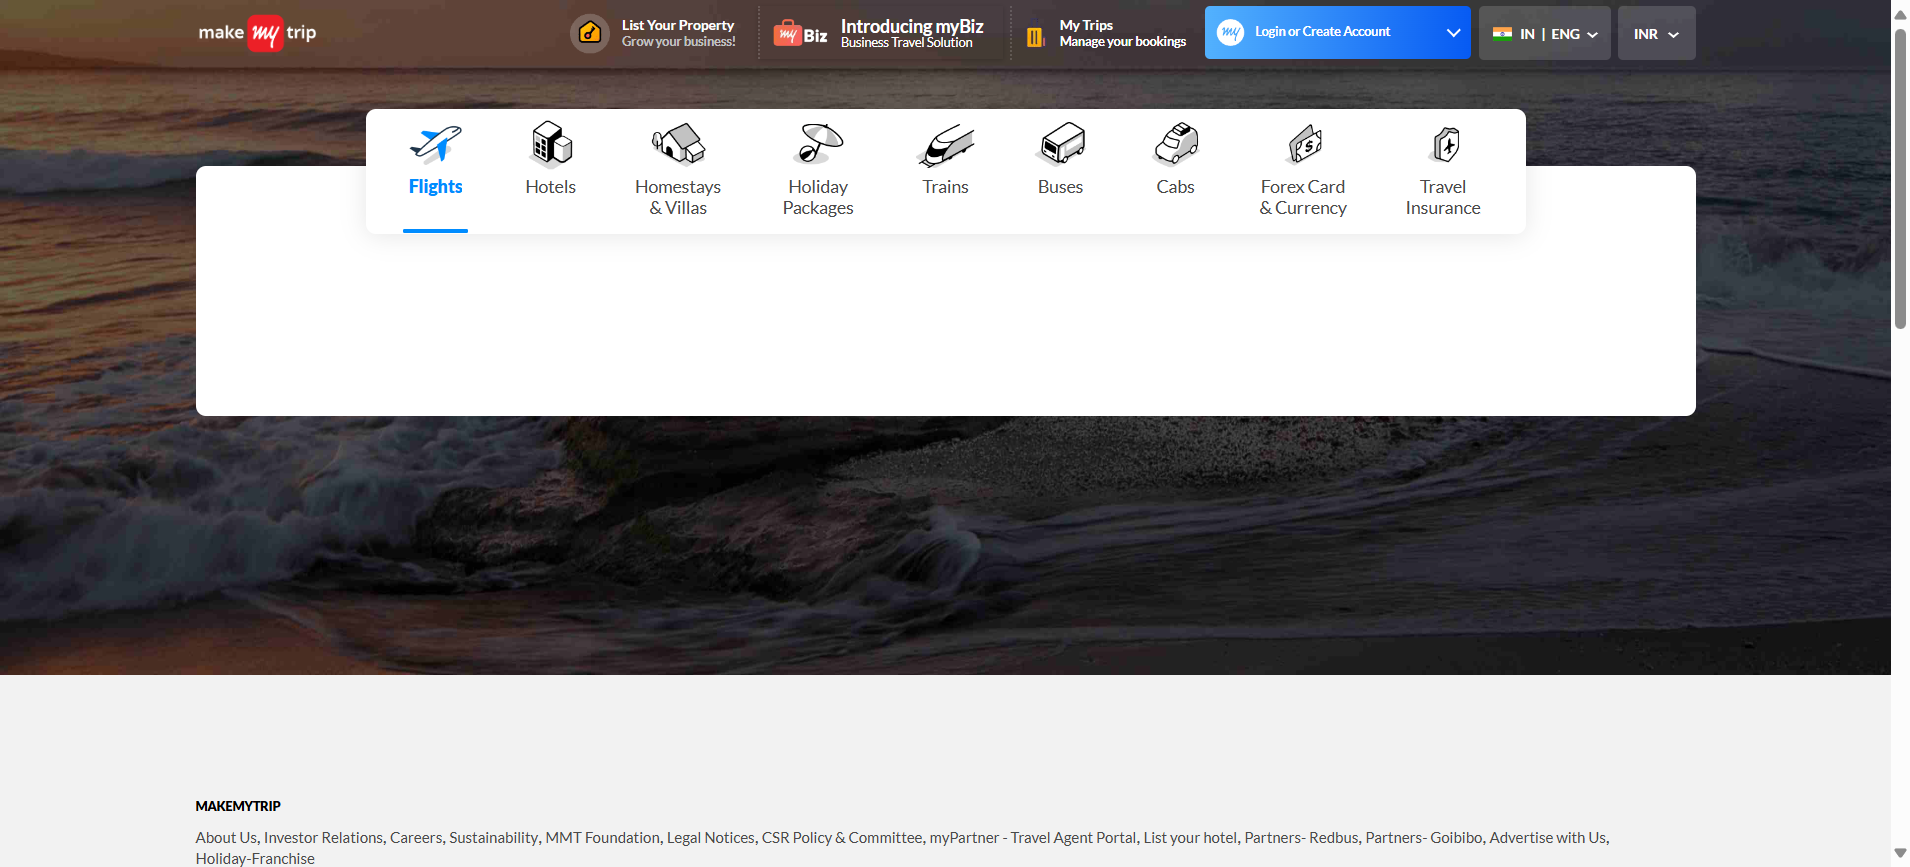 make my trip
List Your Property
Grow your business!
my Biz
Introducing myBiz
Business Travel Solution
My Trips
Manage your bookings
my
Login or Create Account
IN | ENG
INR
Flights
Hotels
Homestays
& Villas
Holiday
Packages
Trains
Buses
Cabs
Forex Card
& Currency
Travel
Insurance
MAKEMYTRIP
About Us, Investor Relations, Careers, Sustainability, MMT Foundation, Legal Notices, CSR Policy & Committee, myPartner - Travel Agent Portal, List your hotel, Partners- Redbus, Partners- Goibibo, Advertise with Us,
Holiday-Franchise